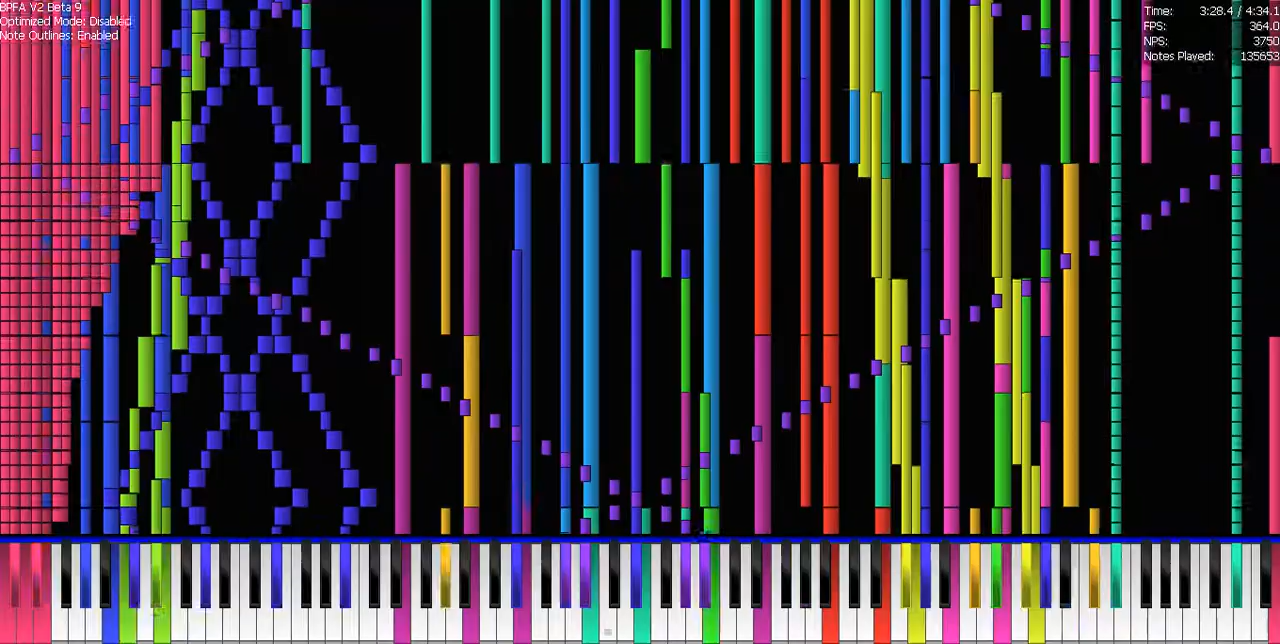 BPFA V2 Beta 9
Optimized Mode: Disabled
Note Outlines: Enabled
Time: 3:28.4 / 4:34.1
FPS: 364.0
NPS: 3750
Notes Played: 135653